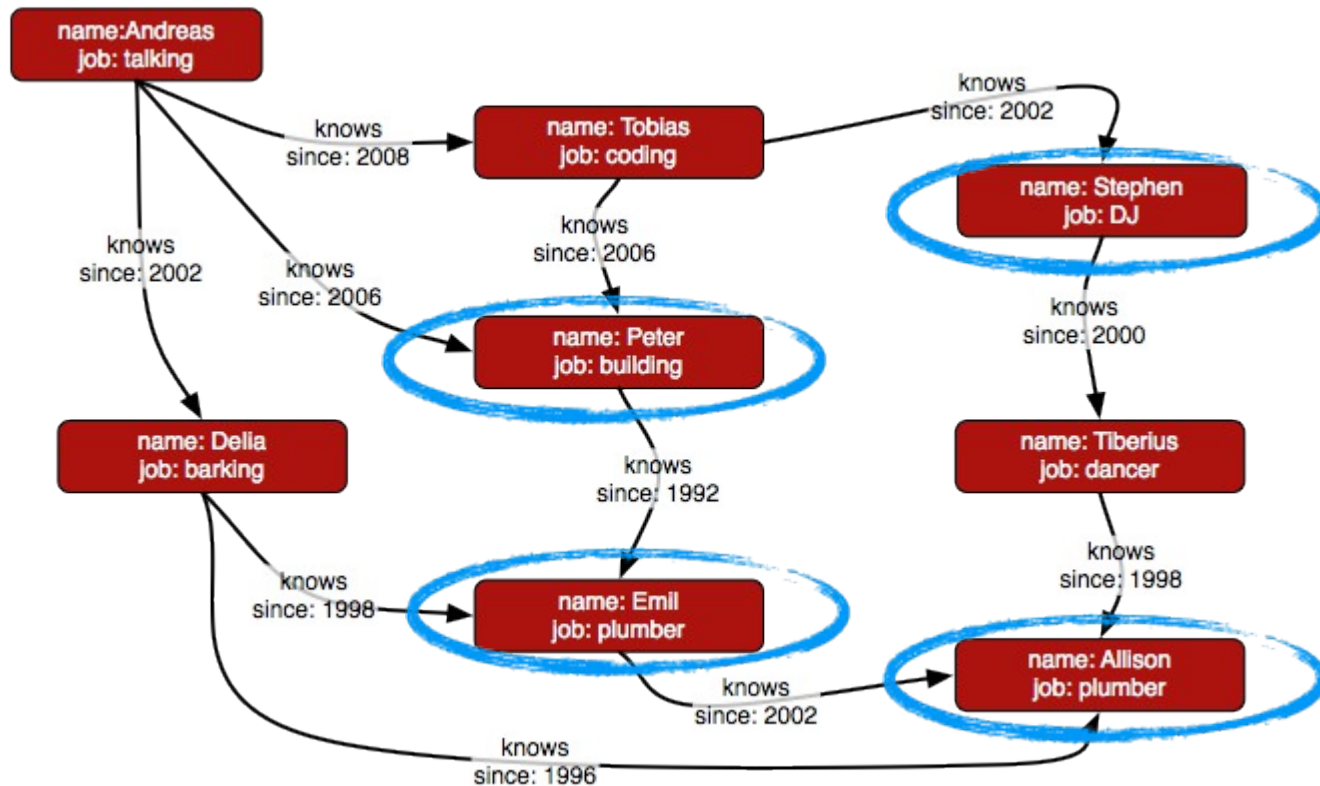 name:Andreas
job: talking
knows
since: 2008
name: Tobias
job: coding
knows
since: 2002
name: Stephen
job: DJ
knows
since: 2002
knows
since: 2006
knows
since: 2006
knows
since: 2000
name: Peter
job: building
name: Delia
job: barking
knows
since: 1992
name: Tiberius
job: dancer
knows
since: 1998
name: Emil
job: plumber
knows
since: 1998
knows
since: 2002
name: Allison
job: plumber
knows
since: 1996